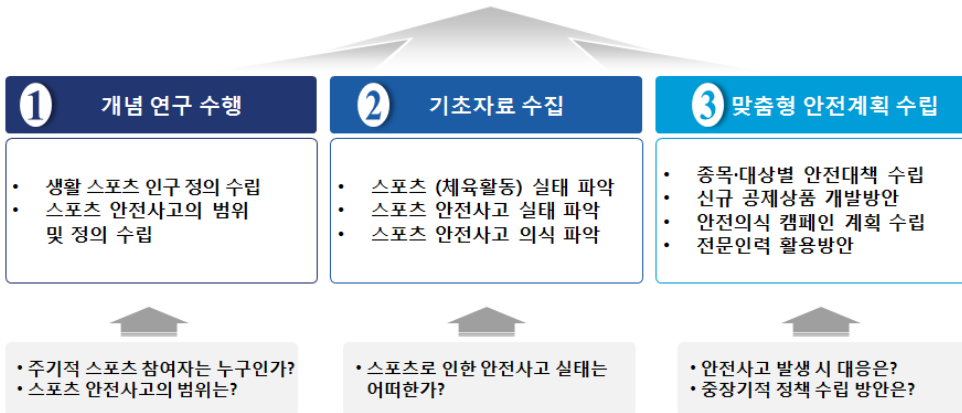 1 개념 연구 수행
• 생활 스포츠 인구 정의 수립
• 스포츠 안전사고의 범위
및 정의 수립
2 기초자료 수집
• 스포츠 (체육활동) 실태 파악
• 스포츠 안전사고 실태 파악
• 스포츠 안전사고 의식 파악
3 맞춤형 안전계획 수립
• 종목·대상별 안전대책 수립
• 신규 공제상품 개발방안
• 안전의식 캠페인 계획 수립
• 전문인력 활용방안
• 주기적 스포츠 참여자는 누구인가?
• 스포츠 안전사고의 범위는?
• 스포츠로 인한 안전사고 실태는
어떠한가?
• 안전사고 발생 시 대응은?
• 중장기적 정책 수립 방안은?